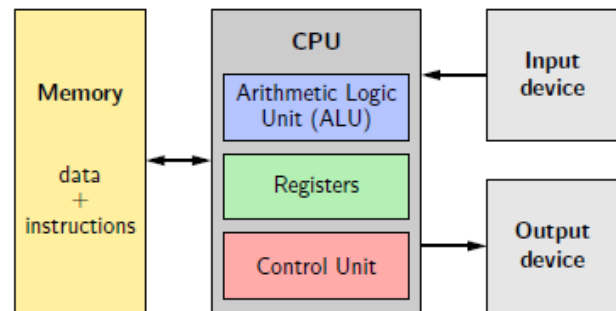 Memory
data
+
instructions
CPU
Arithmetic Logic
Unit (ALU)
Registers
Control Unit
Input
device
Output
device